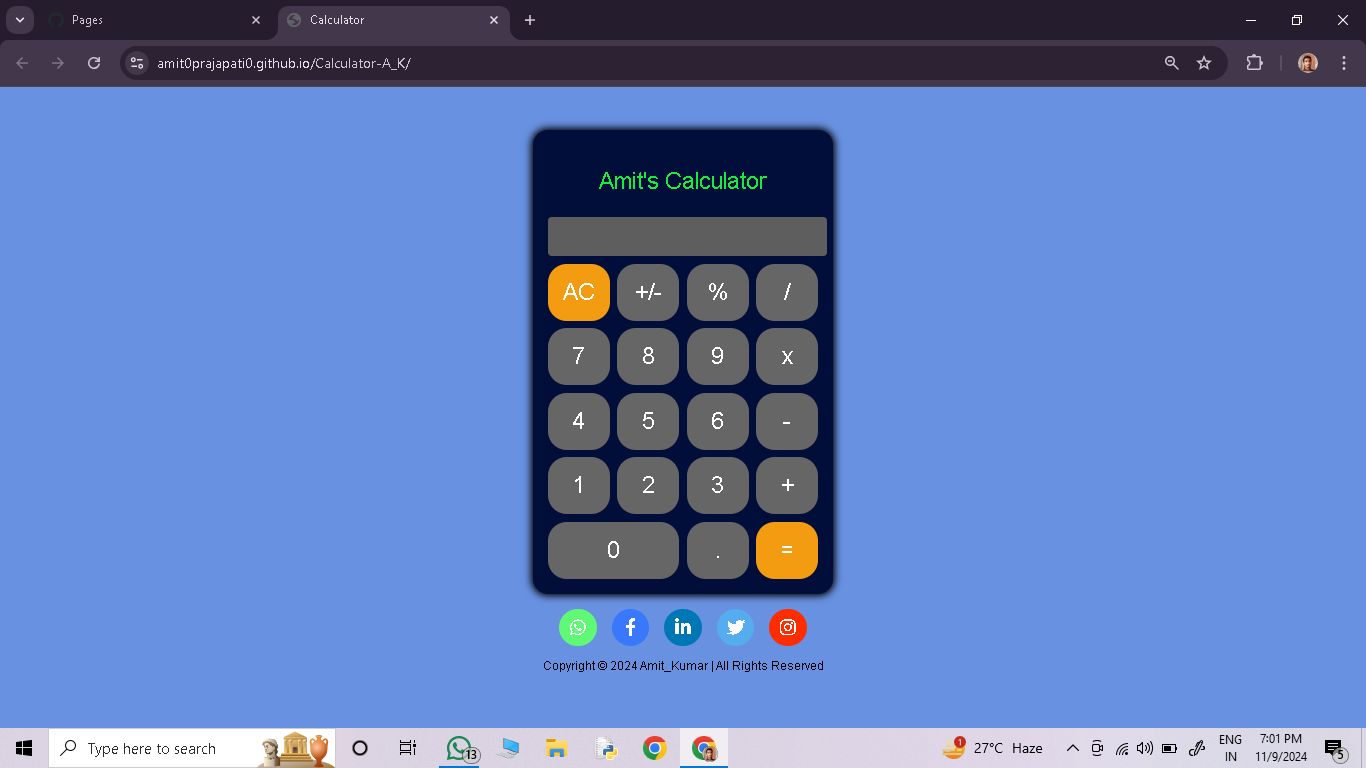 Pages
Calculator
amit0prajapati0.github.io/Calculator-A_K/
Amit's Calculator
AC +/- % /
7 8 9 x
4 5 6 -
1 2 3 +
0 . =
Copyright © 2024 Amit_Kumar | All Rights Reserved
Type here to search
13
1
27°C Haze
ENG
IN
7:01 PM
11/9/2024
5